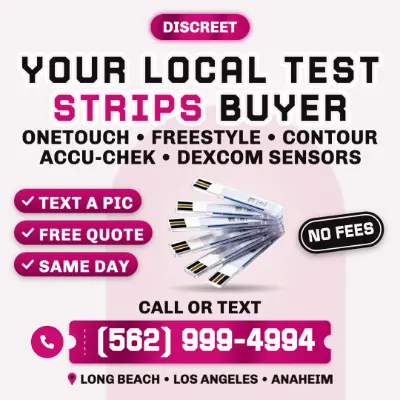 DISCREET
YOUR LOCAL TEST
STRIPS BUYER
ONETOUCH • FREESTYLE • CONTOUR
ACCU-CHEK • DEXCOM SENSORS
TEXT A PIC
FREE QUOTE
SAME DAY
NO FEES
CALL OR TEXT
(562) 999-4994
LONG BEACH • LOS ANGELES • ANAHEIM